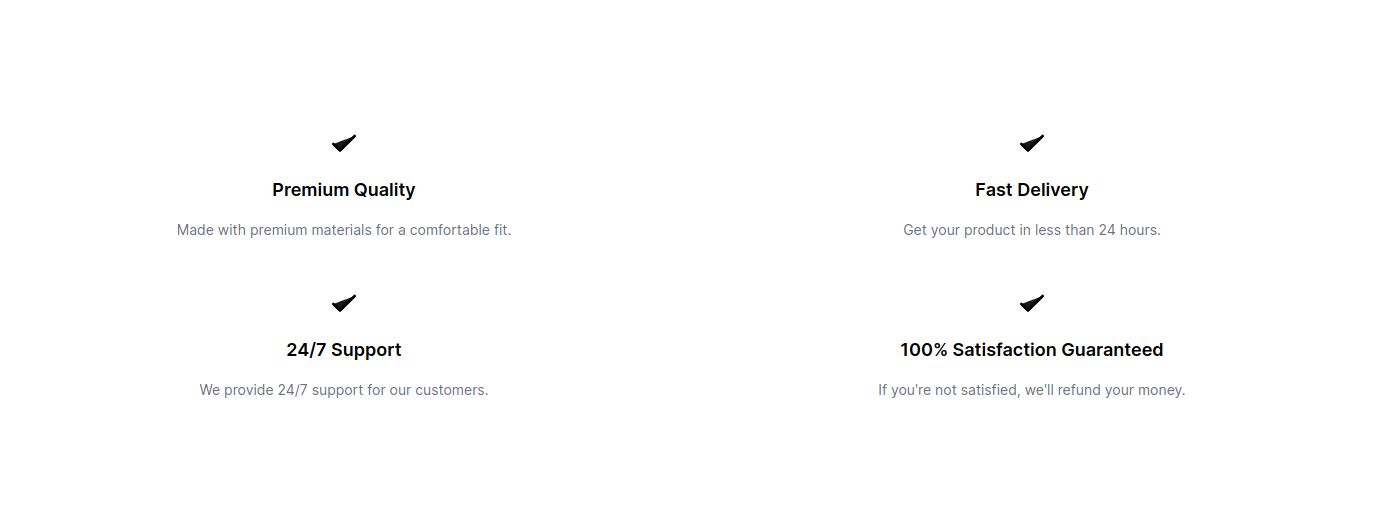 Premium Quality
Made with premium materials for a comfortable fit.
Fast Delivery
Get your product in less than 24 hours.
24/7 Support
We provide 24/7 support for our customers.
100% Satisfaction Guaranteed
If you're not satisfied, we'll refund your money.